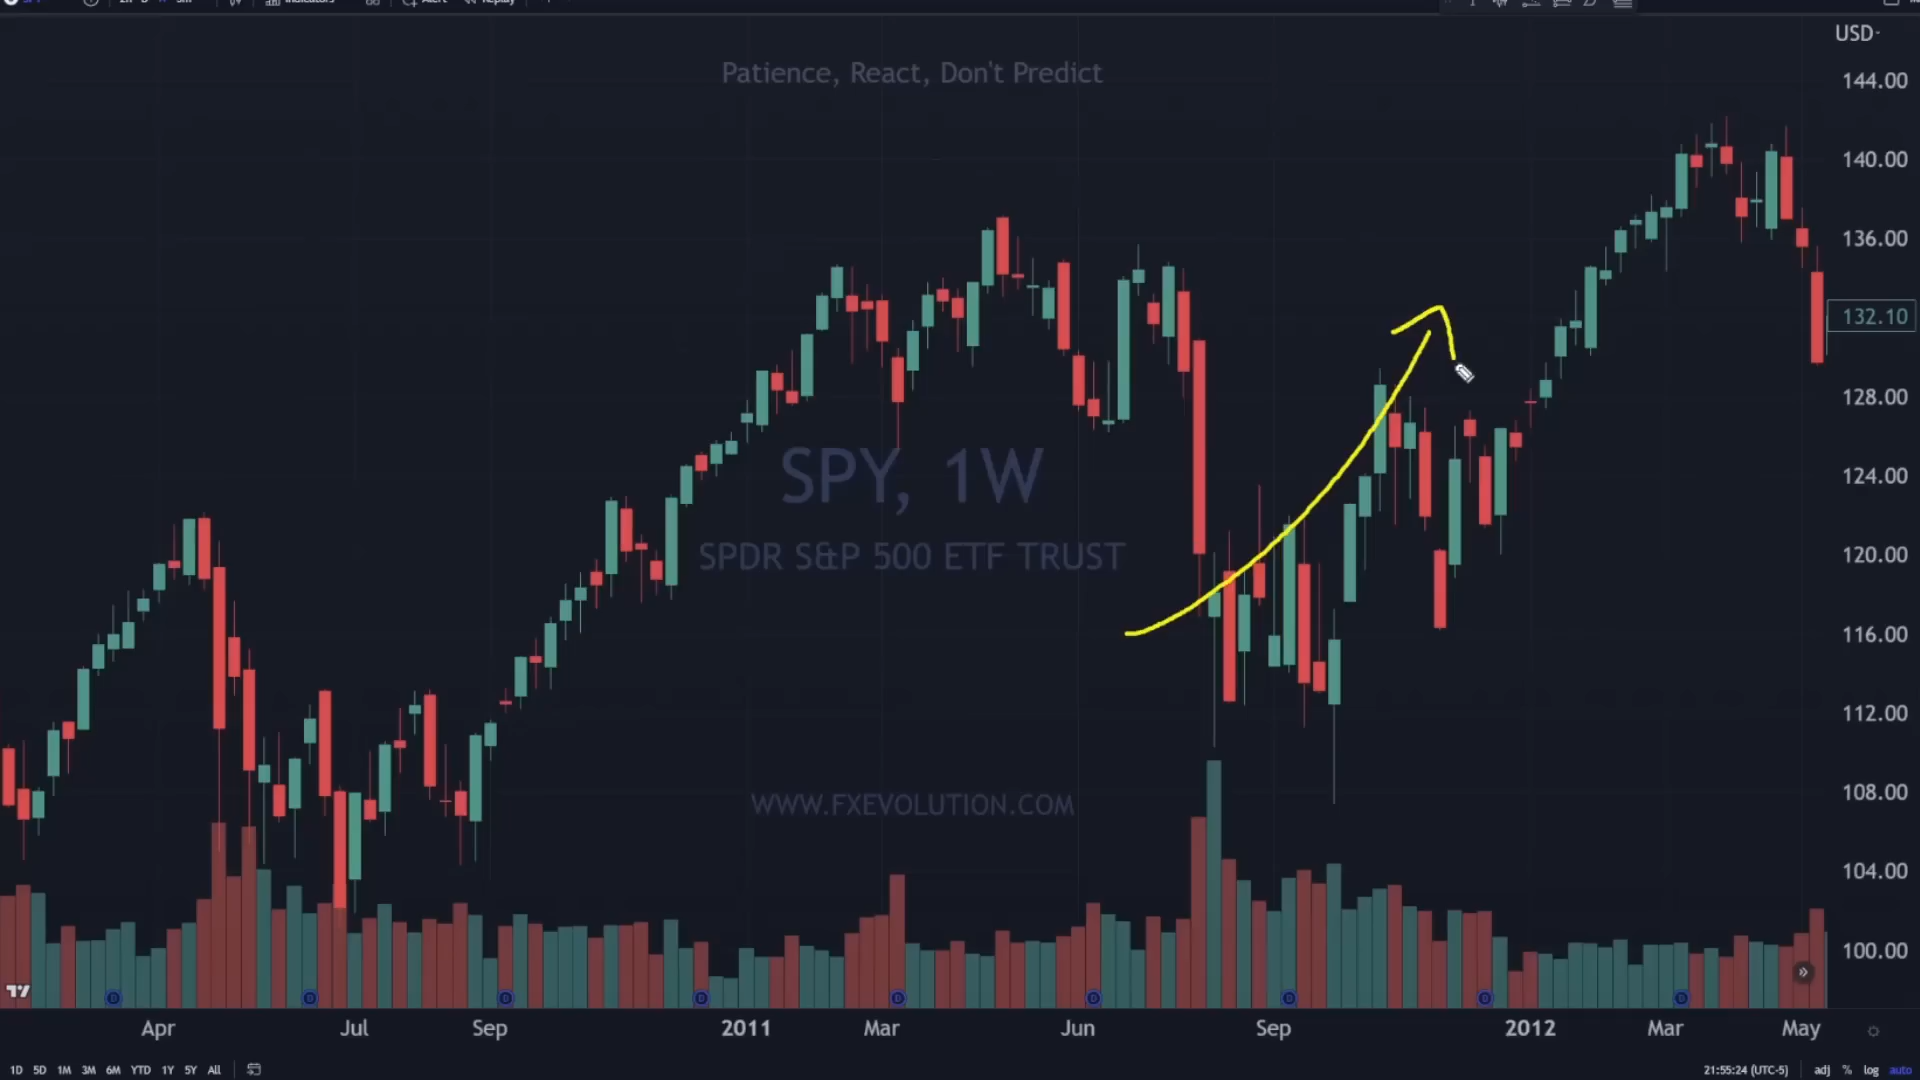 Indicators
Alert
Replay
USD
Patience, React, Don't Predict
144.00
140.00
136.00
132.10
128.00
124.00
120.00
116.00
112.00
108.00
104.00
100.00
SPY, 1W
SPDR S&P 500 ETF TRUST
WWW.FXEVOLUTION.COM
D D D D D D D D D
Apr Jul Sep 2011 Mar Jun Sep 2012 Mar May
1D 5D 1M 3M 6M YTD 1Y 5Y All
21:55:24 (UTC-5) adj % log auto